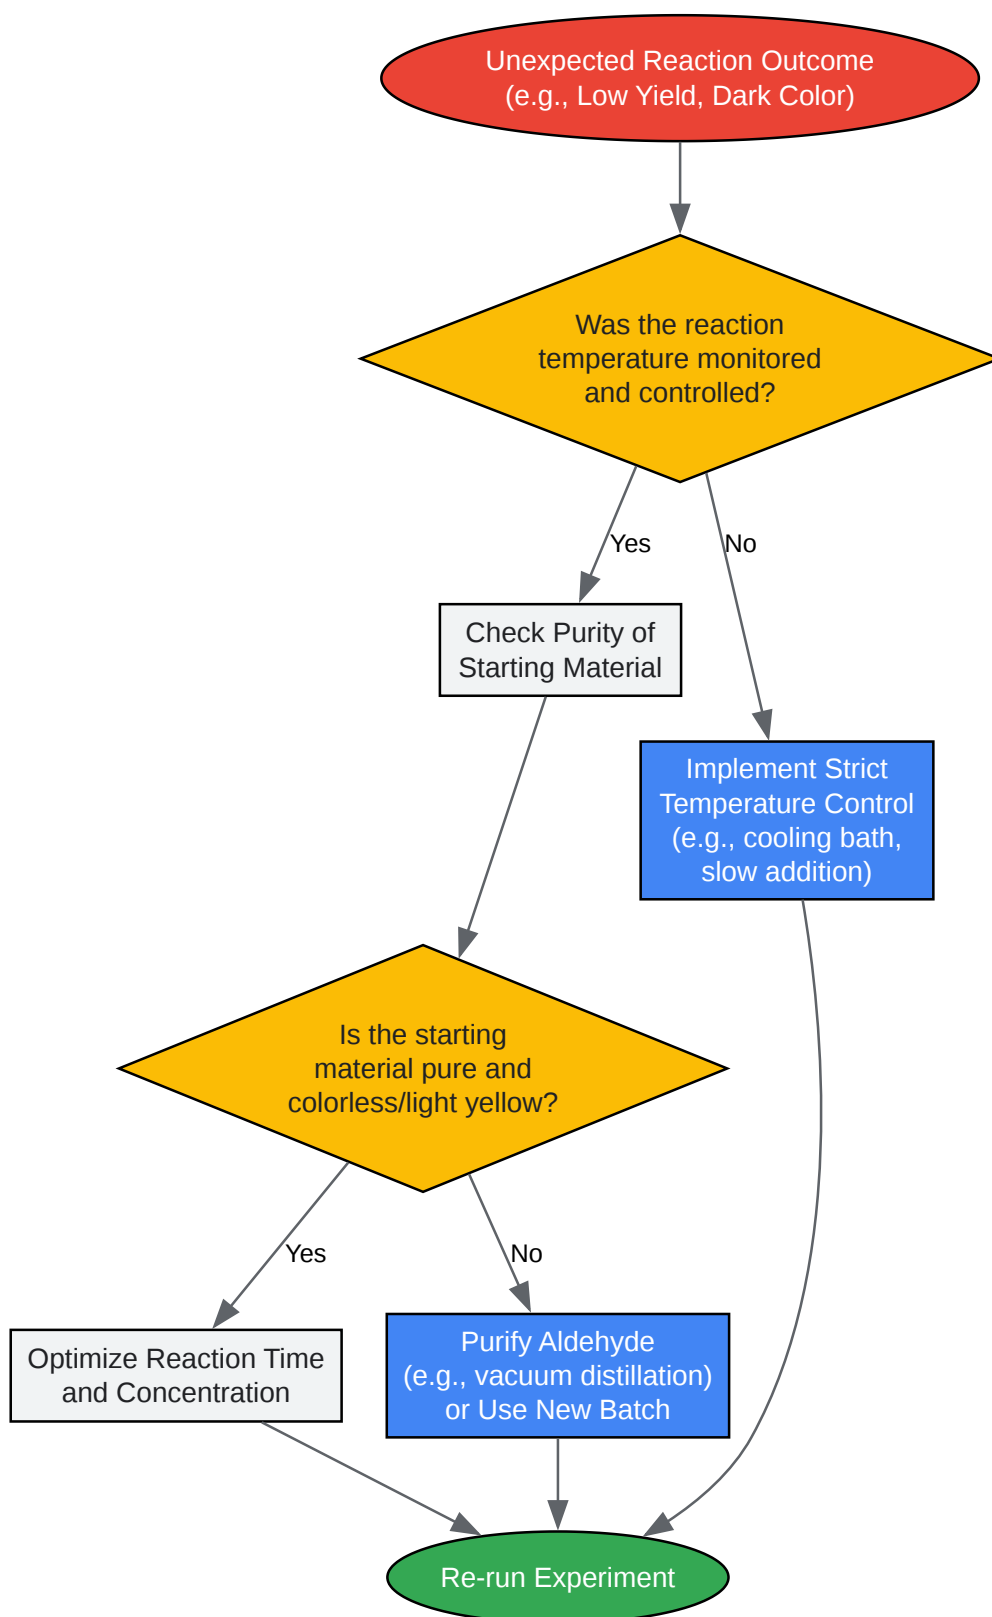 Unexpected Reaction Outcome
(e.g., Low Yield, Dark Color)
Was the reaction
temperature monitored
and controlled?
Yes
No
Check Purity of
Starting Material
Implement Strict
Temperature Control
(e.g., cooling bath,
slow addition)
Is the starting
material pure and
colorless/light yellow?
Yes
No
Optimize Reaction Time
and Concentration
Purify Aldehyde
(e.g., vacuum distillation)
or Use New Batch
Re-run Experiment